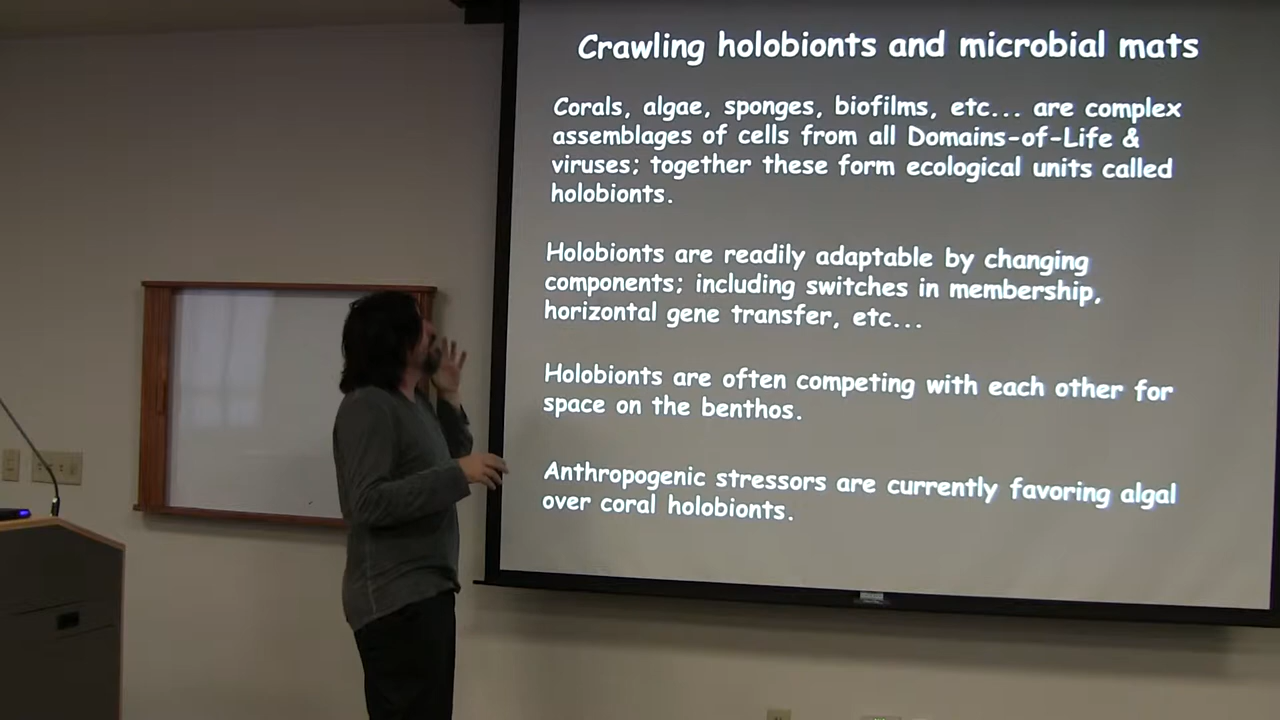 Crawling holobionts and microbial mats
Corals, algae, sponges, biofilms, etc... are complex
assemblages of cells from all Domains-of-Life &
viruses; together these form ecological units called
holobionts.
Holobionts are readily adaptable by changing
components; including switches in membership,
horizontal gene transfer, etc...
Holobionts are often competing with each other for
space on the benthos.
Anthropogenic stressors are currently favoring algal
over coral holobionts.